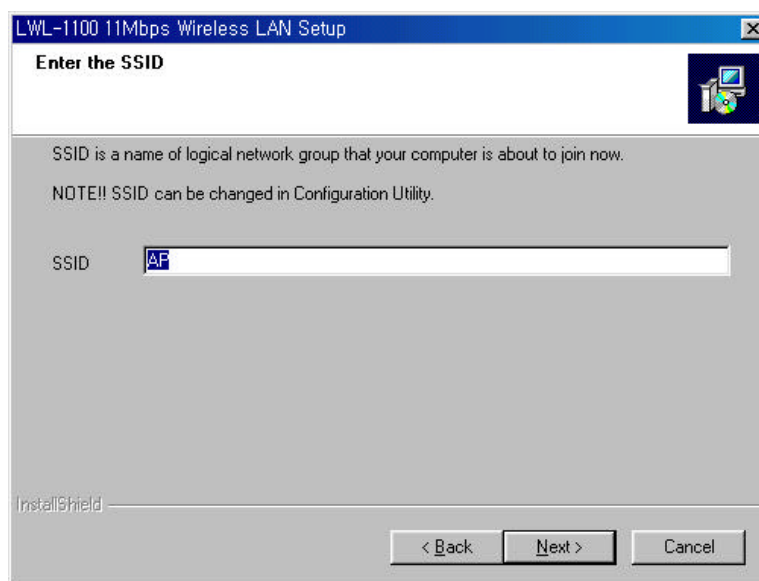 LWL-1100 11Mbps Wireless LAN Setup
Enter the SSID
SSID is a name of logical network group that your computer is about to join now.
NOTE!! SSID can be changed in Configuration Utility.
SSID AP
InstallShield
< Back Next > Cancel